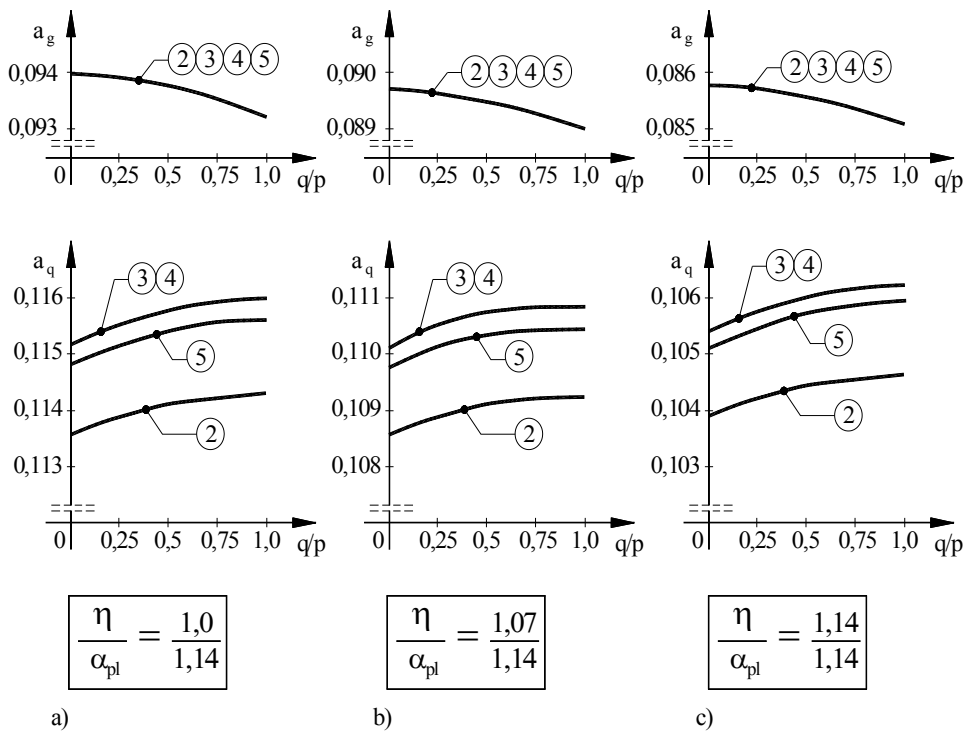 a_g
0,094
0,093
2 3 4 5
0 0,25 0,5 0,75 1,0 q/p
a_g
0,090
0,089
2 3 4 5
0 0,25 0,5 0,75 1,0 q/p
a_g
0,086
0,085
2 3 4 5
0 0,25 0,5 0,75 1,0 q/p
a_q
0,116
0,115
0,114
0,113
3 4
5
2
0 0,25 0,5 0,75 1,0 q/p
a_q
0,111
0,110
0,109
0,108
3 4
5
2
0 0,25 0,5 0,75 1,0 q/p
a_q
0,106
0,105
0,104
0,103
3 4
5
2
0 0,25 0,5 0,75 1,0 q/p
η/α_pl = 1,0/1,14
η/α_pl = 1,07/1,14
η/α_pl = 1,14/1,14
a)
b)
c)